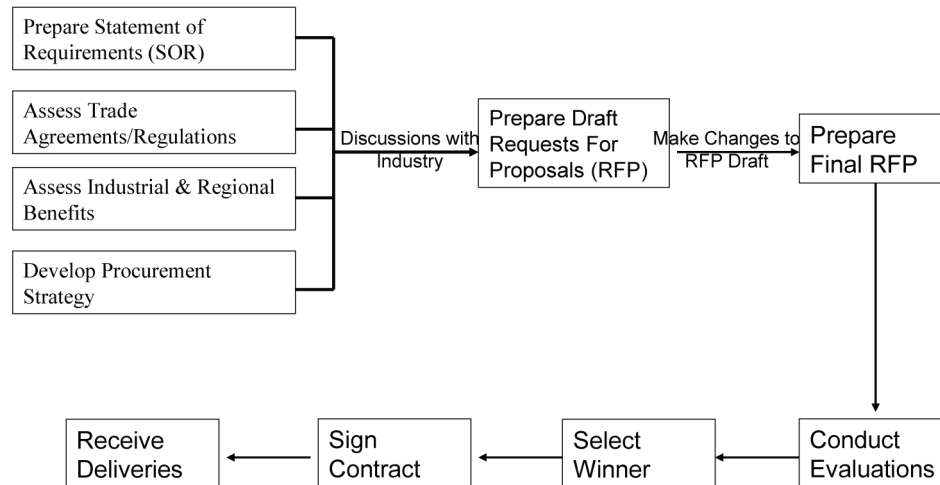 Prepare Statement of
Requirements (SOR)
Assess Trade
Agreements/Regulations
Assess Industrial & Regional
Benefits
Develop Procurement
Strategy
Discussions with
Industry
Prepare Draft
Requests For
Proposals (RFP)
Make Changes to
RFP Draft
Prepare
Final RFP
Receive
Deliveries
Sign
Contract
Select
Winner
Conduct
Evaluations